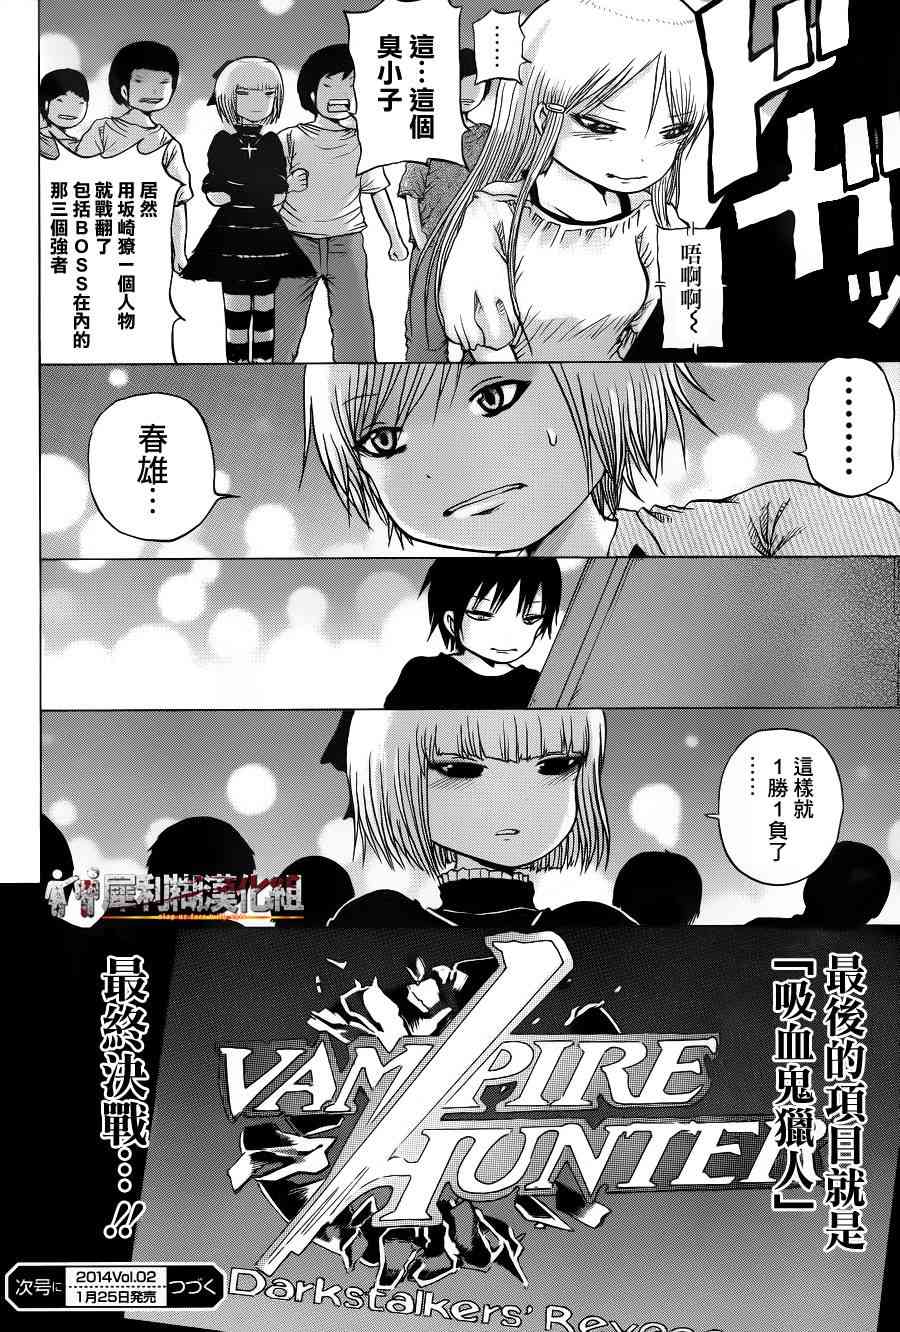 ドガガ
……
這…這個
臭小子
唔啊啊～
居然
用坂崎獠一個人物
就戰翻了
包括BOSS在內的
那三個強者
………
春雄…
這樣就
1勝1負了
……
犀利糊漢化組
最後的項目就是
「吸血鬼獵人」
最終決戰…!!
VAMPIRE
HUNTER
Darkstalkers' Reve
次号に
2014Vol.02
1月25日発売
つづく